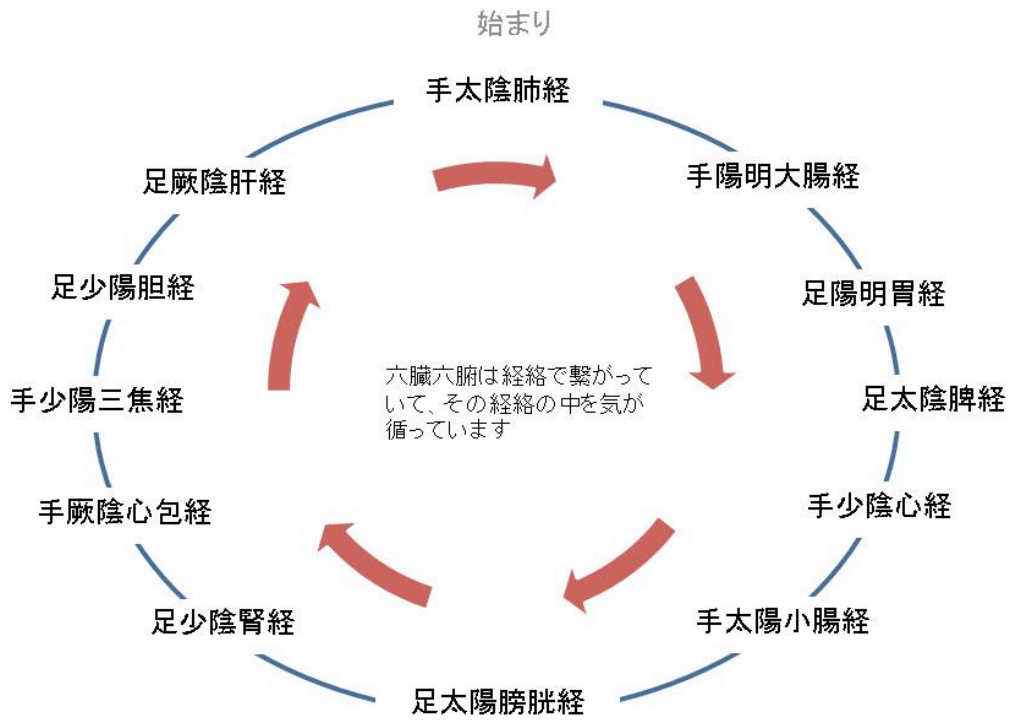 始まり
手太陰肺経
手陽明大腸経
足陽明胃経
足太陰脾経
手少陰心経
手太陽小腸経
足太陽膀胱経
足少陰腎経
手厥陰心包経
手少陽三焦経
足少陽胆経
足厥陰肝経
六臓六腑は経絡で繋がって
いて、その経絡の中を気が
循っています